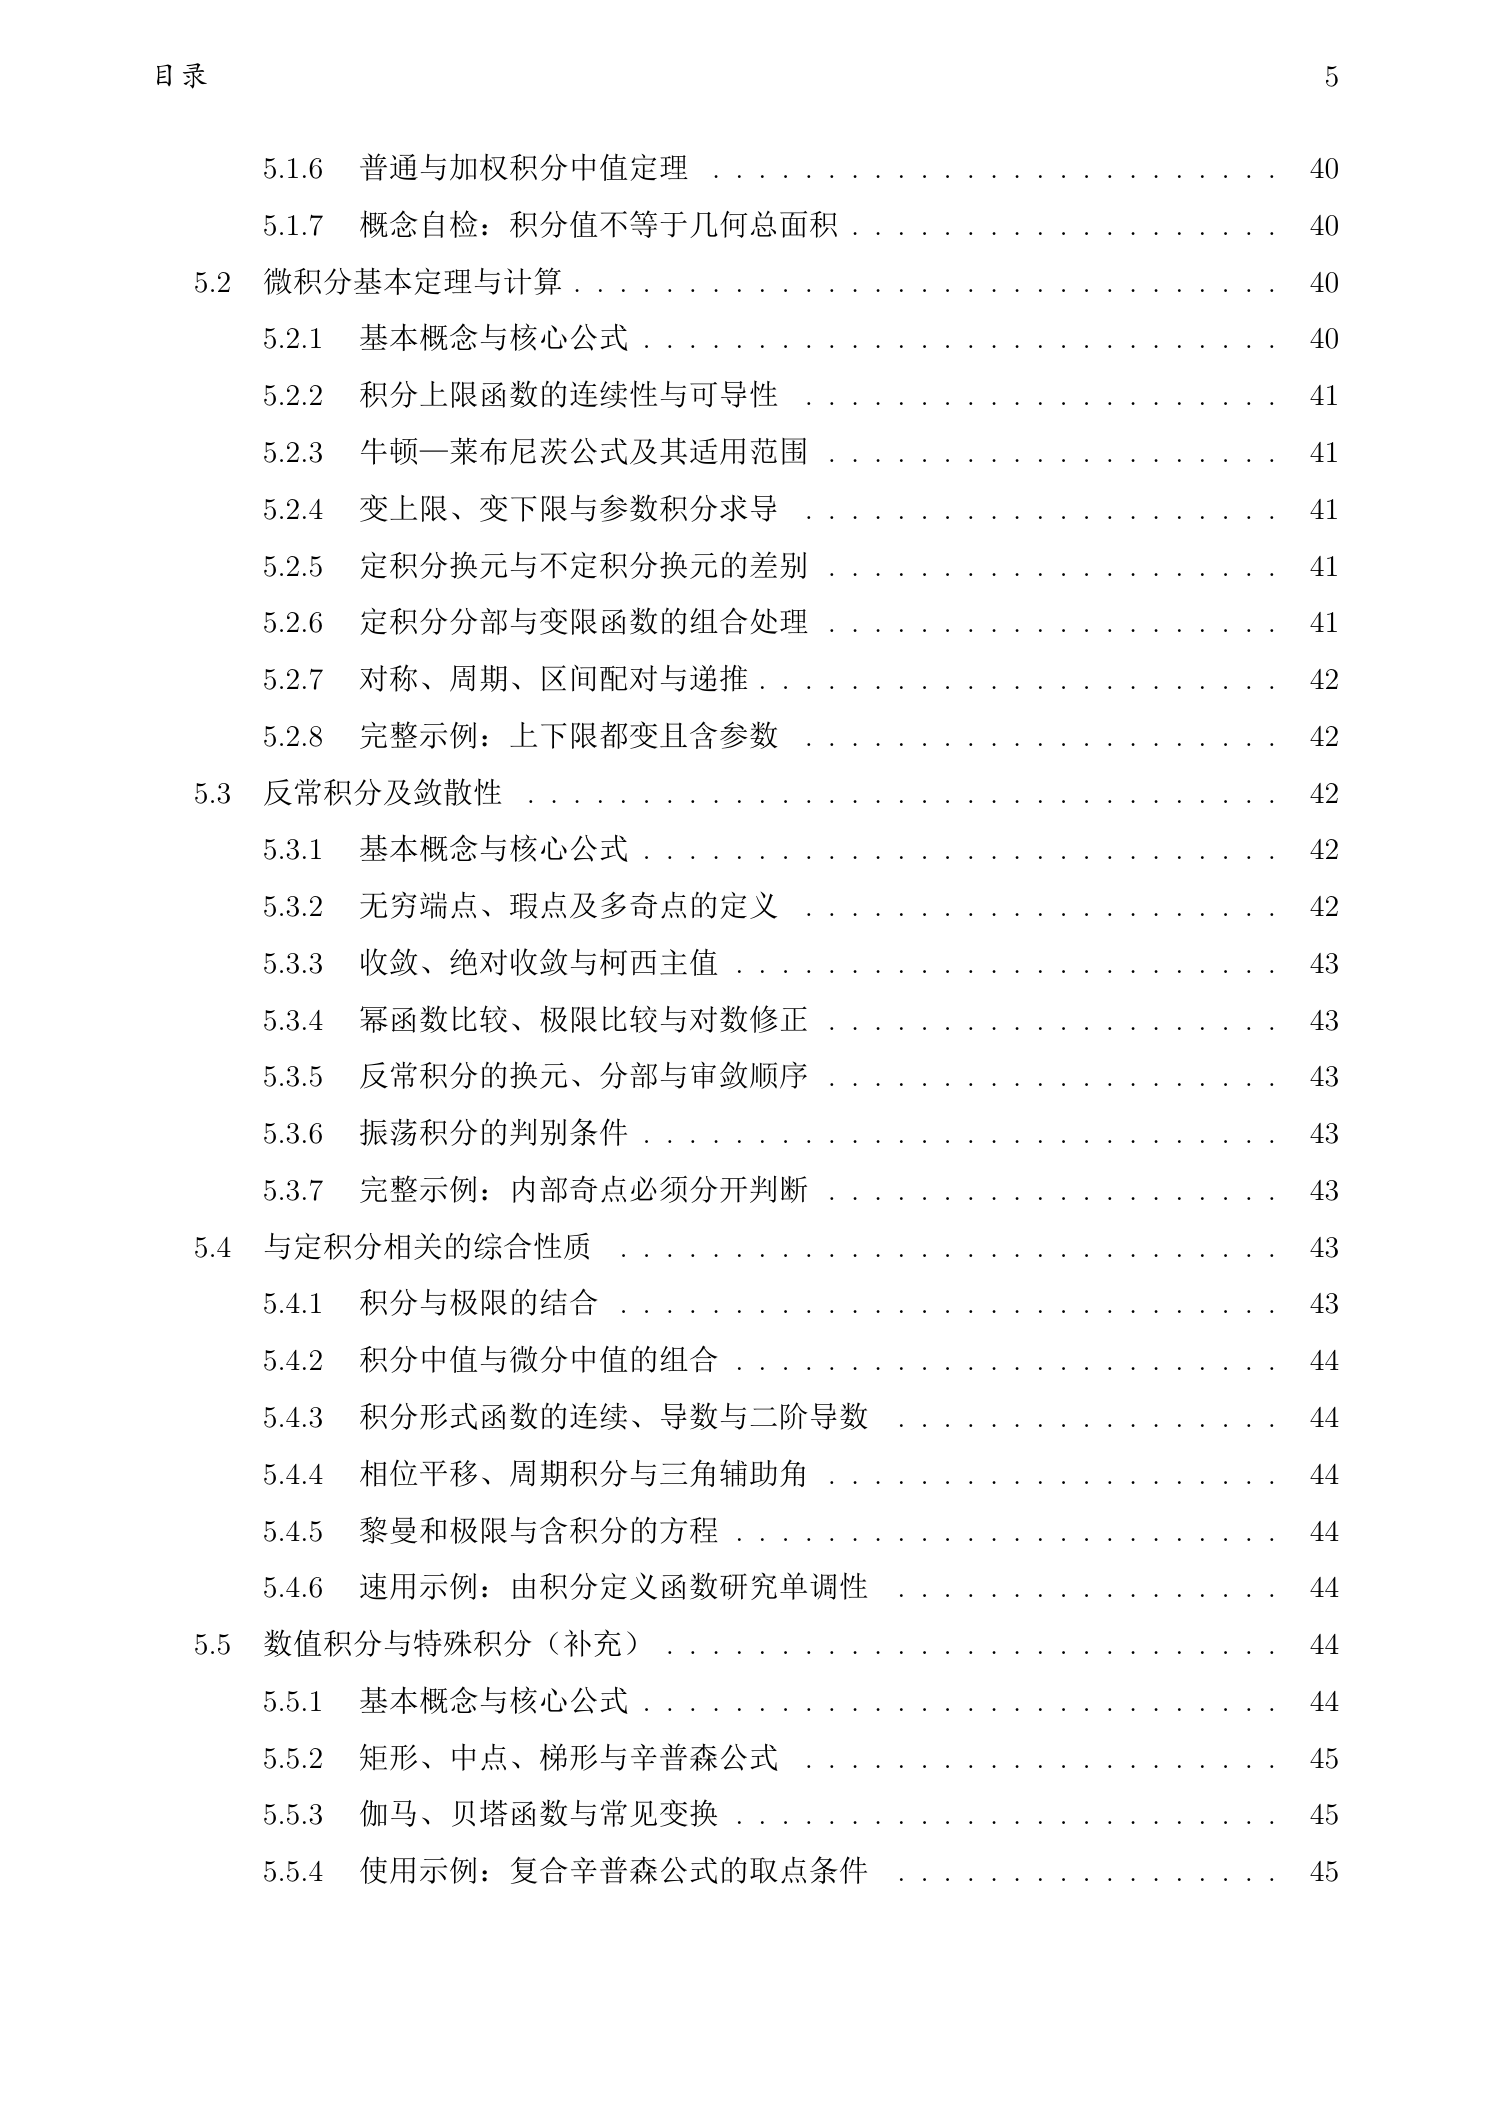 目录 5
5.1.6 普通与加权积分中值定理 . . . . . . . . . . . . . . . . . . . . . . . . . 40
5.1.7 概念自检：积分值不等于几何总面积 . . . . . . . . . . . . . . . . . . . 40
5.2 微积分基本定理与计算 . . . . . . . . . . . . . . . . . . . . . . . . . . . . . . . 40
5.2.1 基本概念与核心公式 . . . . . . . . . . . . . . . . . . . . . . . . . . . . 40
5.2.2 积分上限函数的连续性与可导性 . . . . . . . . . . . . . . . . . . . . . 41
5.2.3 牛顿—莱布尼茨公式及其适用范围 . . . . . . . . . . . . . . . . . . . . 41
5.2.4 变上限、变下限与参数积分求导 . . . . . . . . . . . . . . . . . . . . . 41
5.2.5 定积分换元与不定积分换元的差别 . . . . . . . . . . . . . . . . . . . . 41
5.2.6 定积分分部与变限函数的组合处理 . . . . . . . . . . . . . . . . . . . . 41
5.2.7 对称、周期、区间配对与递推 . . . . . . . . . . . . . . . . . . . . . . . 42
5.2.8 完整示例：上下限都变且含参数 . . . . . . . . . . . . . . . . . . . . . 42
5.3 反常积分及敛散性 . . . . . . . . . . . . . . . . . . . . . . . . . . . . . . . . . 42
5.3.1 基本概念与核心公式 . . . . . . . . . . . . . . . . . . . . . . . . . . . . 42
5.3.2 无穷端点、瑕点及多奇点的定义 . . . . . . . . . . . . . . . . . . . . . 42
5.3.3 收敛、绝对收敛与柯西主值 . . . . . . . . . . . . . . . . . . . . . . . . 43
5.3.4 幂函数比较、极限比较与对数修正 . . . . . . . . . . . . . . . . . . . . 43
5.3.5 反常积分的换元、分部与审敛顺序 . . . . . . . . . . . . . . . . . . . . 43
5.3.6 振荡积分的判别条件 . . . . . . . . . . . . . . . . . . . . . . . . . . . . 43
5.3.7 完整示例：内部奇点必须分开判断 . . . . . . . . . . . . . . . . . . . . 43
5.4 与定积分相关的综合性质 . . . . . . . . . . . . . . . . . . . . . . . . . . . . . 43
5.4.1 积分与极限的结合 . . . . . . . . . . . . . . . . . . . . . . . . . . . . . 43
5.4.2 积分中值与微分中值的组合 . . . . . . . . . . . . . . . . . . . . . . . . 44
5.4.3 积分形式函数的连续、导数与二阶导数 . . . . . . . . . . . . . . . . . 44
5.4.4 相位平移、周期积分与三角辅助角 . . . . . . . . . . . . . . . . . . . . 44
5.4.5 黎曼和极限与含积分的方程 . . . . . . . . . . . . . . . . . . . . . . . . 44
5.4.6 速用示例：由积分定义函数研究单调性 . . . . . . . . . . . . . . . . . 44
5.5 数值积分与特殊积分（补充） . . . . . . . . . . . . . . . . . . . . . . . . . . . 44
5.5.1 基本概念与核心公式 . . . . . . . . . . . . . . . . . . . . . . . . . . . . 44
5.5.2 矩形、中点、梯形与辛普森公式 . . . . . . . . . . . . . . . . . . . . . 45
5.5.3 伽马、贝塔函数与常见变换 . . . . . . . . . . . . . . . . . . . . . . . . 45
5.5.4 使用示例：复合辛普森公式的取点条件 . . . . . . . . . . . . . . . . . 45